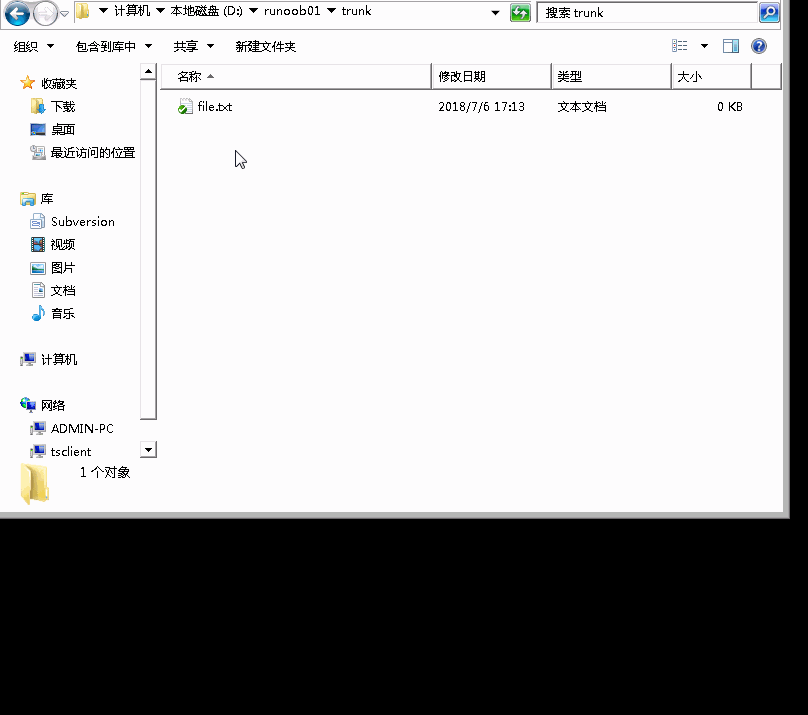 计算机 本地磁盘 (D:) runoob01 trunk 搜索 trunk
组织 包含到库中 共享 新建文件夹
名称 修改日期 类型 大小
file.txt 2018/7/6 17:13 文本文档 0 KB
收藏夹
下载
桌面
最近访问的位置
库
Subversion
视频
图片
文档
音乐
计算机
网络
ADMIN-PC
tsclient
1 个对象